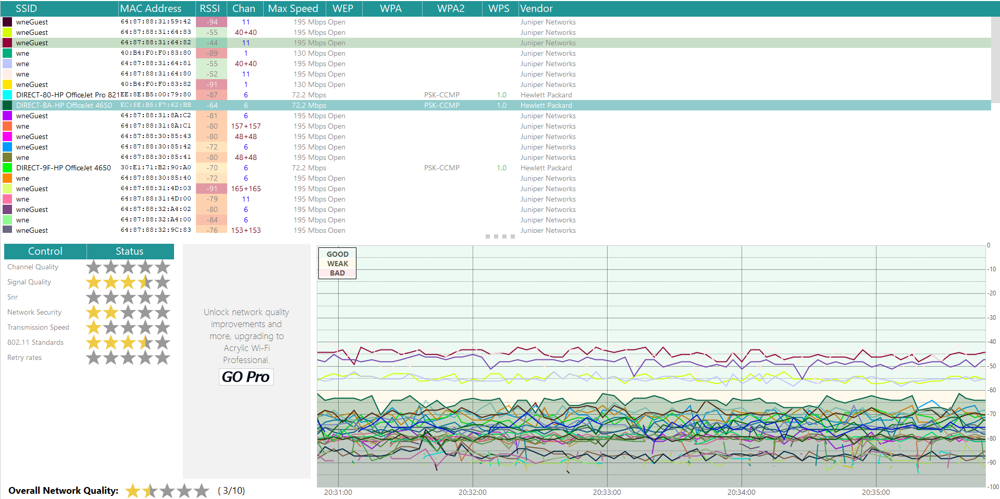 SSID MAC Address RSSI Chan Max Speed WEP WPA WPA2 WPS Vendor
wneGuest 64:87:88:31:59:42 -94 11 195 Mbps Open Juniper Networks
wneGuest 64:87:88:31:64:83 -55 40+40 195 Mbps Open Juniper Networks
wneGuest 64:87:88:31:64:82 -44 11 195 Mbps Open Juniper Networks
wne 40:B4:F0:F0:83:80 -89 1 130 Mbps Open Juniper Networks
wne 64:87:88:31:64:81 -55 40+40 195 Mbps Open Juniper Networks
wne 64:87:88:31:64:80 -52 11 195 Mbps Open Juniper Networks
wneGuest 40:B4:F0:F0:83:82 -91 1 130 Mbps Open Juniper Networks
DIRECT-80-HP OfficeJet Pro 821 EE:8E:B5:00:79:80 -87 6 72.2 Mbps PSK-CCMP 1.0 Hewlett Packard
DIRECT-BA-HP OfficeJet 4650 EC:8E:B5:F7:62:BB -64 6 72.2 Mbps PSK-CCMP 1.0 Hewlett Packard
wneGuest 64:87:88:31:8A:C2 -81 6 195 Mbps Open Juniper Networks
wne 64:87:88:31:8A:C1 -80 157+157 195 Mbps Open Juniper Networks
wneGuest 64:87:88:30:85:43 -80 48+48 195 Mbps Open Juniper Networks
wneGuest 64:87:88:30:85:42 -72 6 195 Mbps Open Juniper Networks
wne 64:87:88:30:85:41 -80 48+48 195 Mbps Open Juniper Networks
DIRECT-9F-HP OfficeJet 4650 30:E1:71:B2:90:A0 -70 6 72.2 Mbps PSK-CCMP 1.0 Hewlett Packard
wne 64:87:88:30:85:40 -72 6 195 Mbps Open Juniper Networks
wneGuest 64:87:88:31:4D:03 -91 165+165 195 Mbps Open Juniper Networks
wne 64:87:88:31:4D:00 -79 11 195 Mbps Open Juniper Networks
wneGuest 64:87:88:32:A4:02 -80 6 195 Mbps Open Juniper Networks
wne 64:87:88:32:A4:00 -84 6 195 Mbps Open Juniper Networks
wneGuest 64:87:88:32:9C:83 -76 153+153 195 Mbps Open Juniper Networks
Control Status
Channel Quality
Signal Quality
Snr
Network Security
Transmission Speed
802.11 Standards
Retry rates
Overall Network Quality: ( 3/10)
Unlock network quality
improvements and
more, upgrading to
Acrylic Wi-Fi
Professional.
GO Pro
GOOD
WEAK
BAD
0
-10
-20
-30
-40
-50
-60
-70
-80
-90
-100
20:31:00 20:32:00 20:33:00 20:34:00 20:35:00